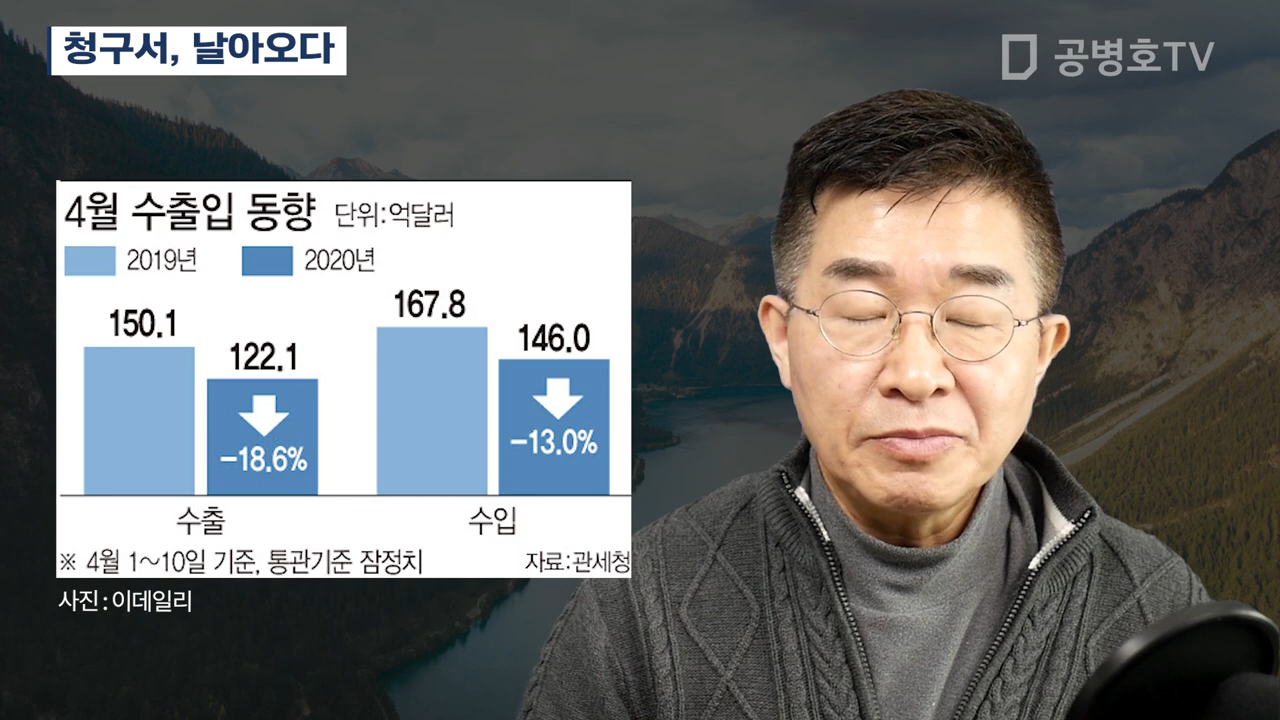 청구서, 날아오다
공병호TV
4월 수출입 동향 단위:억달러
2019년 2020년
150.1
122.1
-18.6%
167.8
146.0
-13.0%
수출 수입
※ 4월 1~10일 기준, 통관기준 잠정치 자료:관세청
사진:이데일리